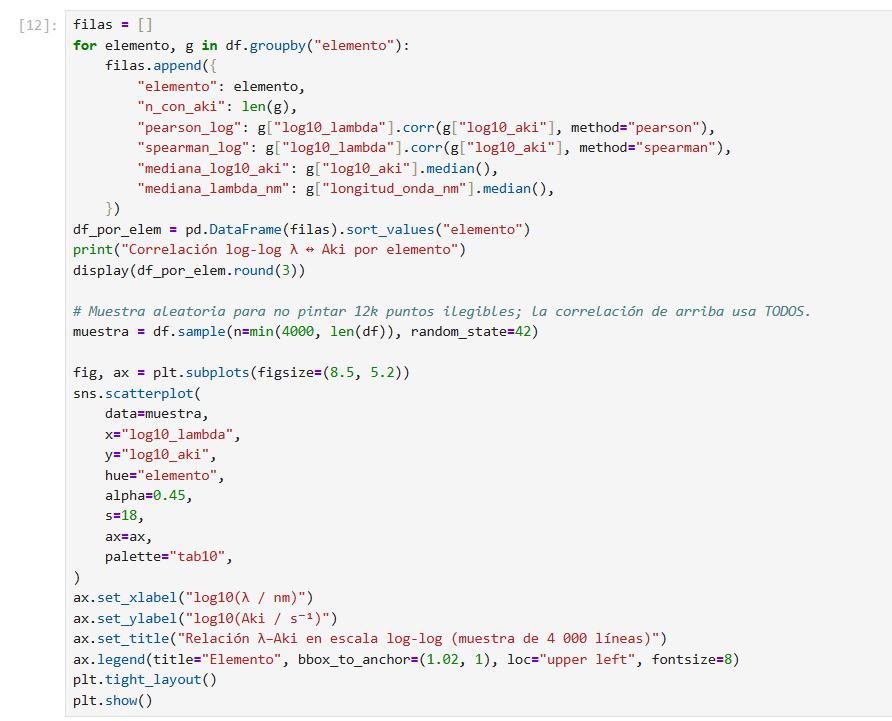 [12]: filas = []
for elemento, g in df.groupby("elemento"):
    filas.append({
        "elemento": elemento,
        "n_con_aki": len(g),
        "pearson_log": g["log10_lambda"].corr(g["log10_aki"], method="pearson"),
        "spearman_log": g["log10_lambda"].corr(g["log10_aki"], method="spearman"),
        "mediana_log10_aki": g["log10_aki"].median(),
        "mediana_lambda_nm": g["longitud_onda_nm"].median(),
    })
df_por_elem = pd.DataFrame(filas).sort_values("elemento")
print("Correlación log-log λ ↔ Aki por elemento")
display(df_por_elem.round(3))

# Muestra aleatoria para no pintar 12k puntos ilegibles; la correlación de arriba usa TODOS.
muestra = df.sample(n=min(4000, len(df)), random_state=42)

fig, ax = plt.subplots(figsize=(8.5, 5.2))
sns.scatterplot(
    data=muestra,
    x="log10_lambda",
    y="log10_aki",
    hue="elemento",
    alpha=0.45,
    s=18,
    ax=ax,
    palette="tab10",
)
ax.set_xlabel("log10(λ / nm)")
ax.set_ylabel("log10(Aki / s⁻¹)")
ax.set_title("Relación λ–Aki en escala log-log (muestra de 4 000 líneas)")
ax.legend(title="Elemento", bbox_to_anchor=(1.02, 1), loc="upper left", fontsize=8)
plt.tight_layout()
plt.show()